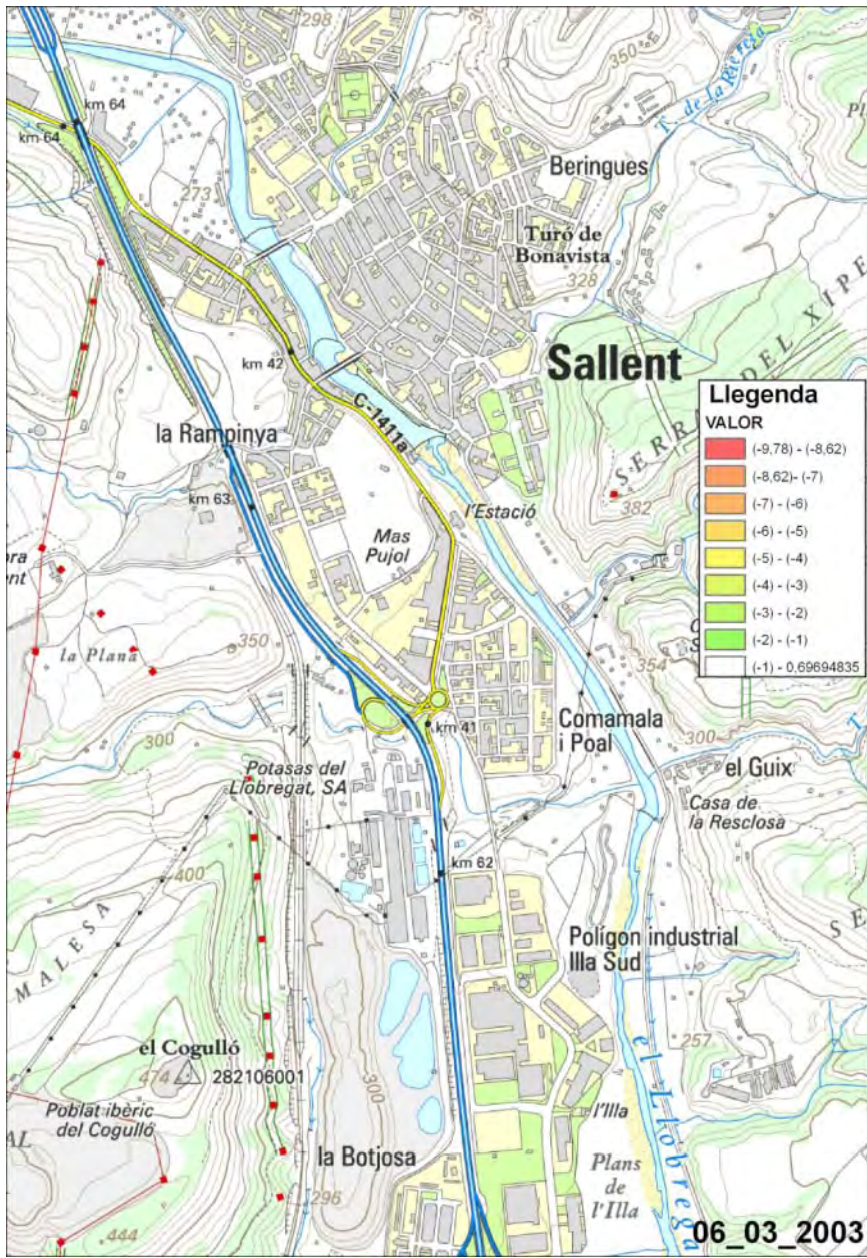 298
350
T. de La Riereta
km 64
km 64
Beringues
273
Turó de
Bonavista
328
SERRA DEL XIPE
km 42
Sallent
C-1411a
Llegenda
VALOR
(-9,78) - (-8,62)
(-8,62)- (-7)
(-7) - (-6)
(-6) - (-5)
(-5) - (-4)
(-4) - (-3)
(-3) - (-2)
(-2) - (-1)
(-1) - 0,69694835
la Rampinya
km 63
382
l'Estació
Mas
Pujol
ora
ent
la Plana
350
354
300
km 41
Comamala
i Poal
300
el Guix
Potasas del
Llobregat, SA
Casa de
la Resclosa
km 62
400
MALESA
SE
Polígon industrial
Illa Sud
257
el Cogulló
474
282106001
300
el Llobrega
Poblat ibèric
del Cogulló
AL
l'Illa
la Botjosa
Plans
de
l'Illa
296
444
06_03_2003